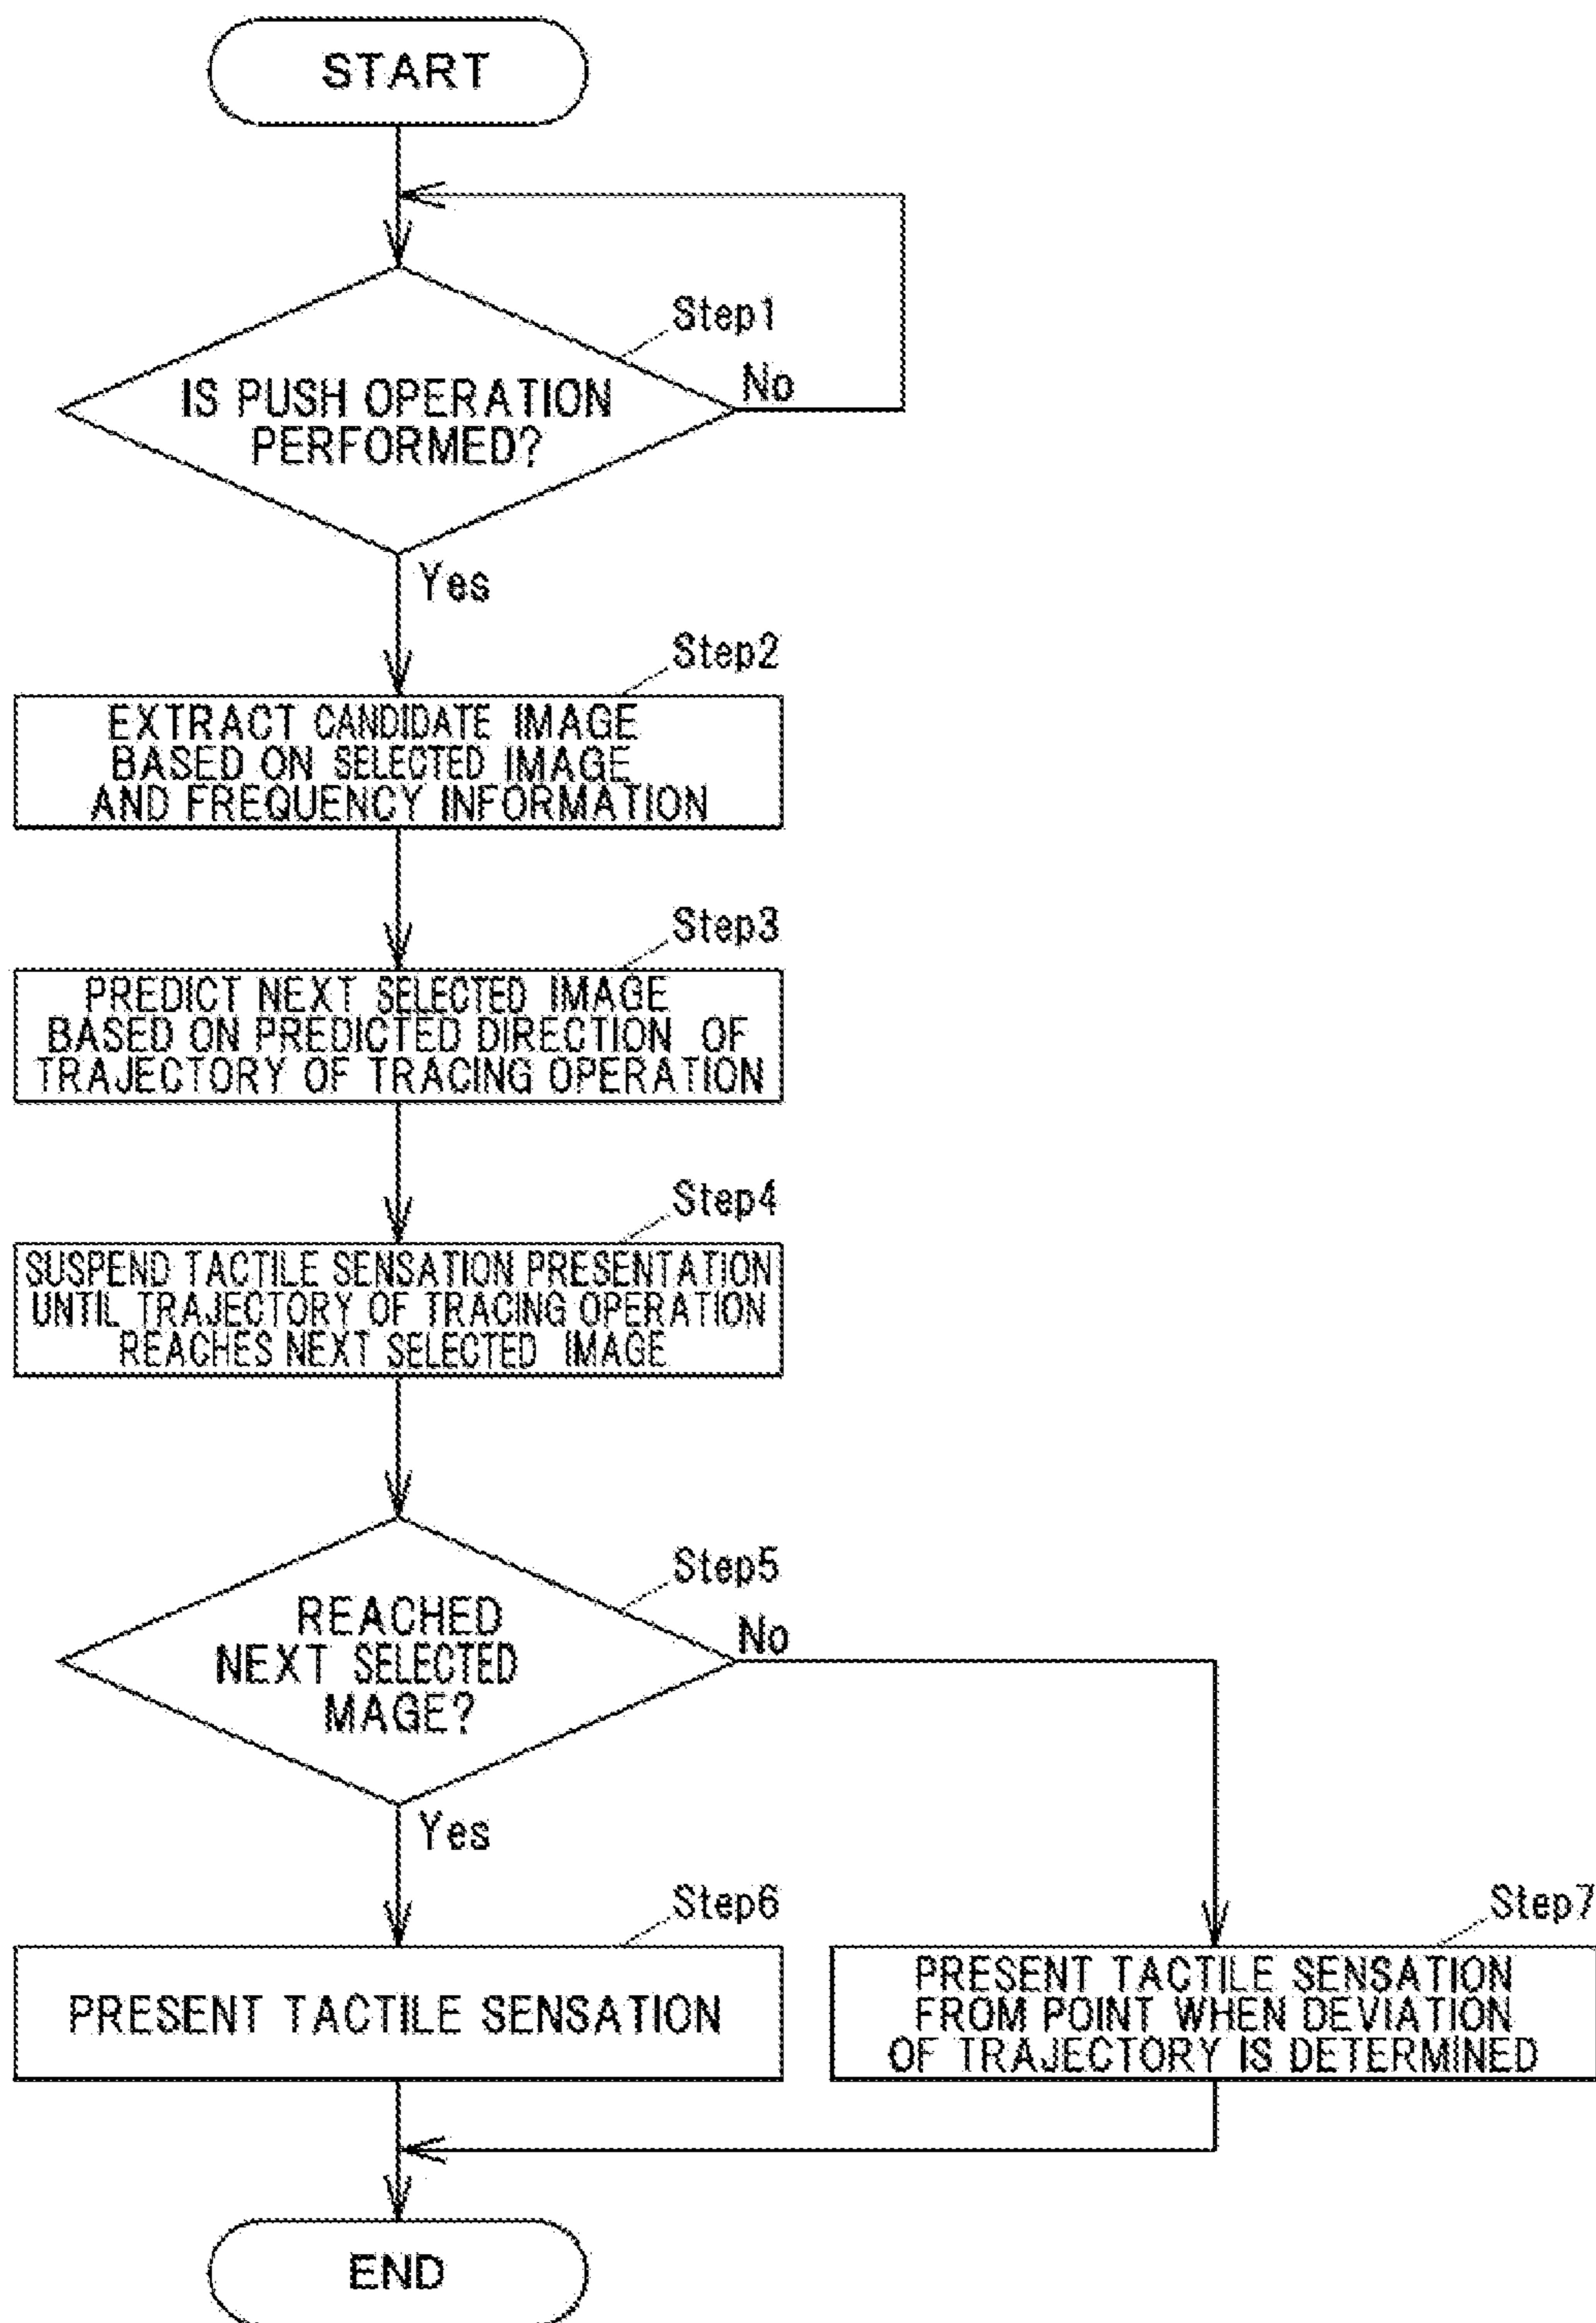 START
Step1
IS PUSH OPERATION
PERFORMED?
No
Yes
Step2
EXTRACT CANDIDATE IMAGE
BASED ON SELECTED IMAGE
AND FREQUENCY INFORMATION
Step3
PREDICT NEXT SELECTED IMAGE
BASED ON PREDICTED DIRECTION OF
TRAJECTORY OF TRACING OPERATION
Step4
SUSPEND TACTILE SENSATION PRESENTATION
UNTIL TRAJECTORY OF TRACING OPERATION
REACHES NEXT SELECTED IMAGE
Step5
REACHED
NEXT SELECTED
MAGE?
No
Yes
Step6
PRESENT TACTILE SENSATION
Step7
PRESENT TACTILE SENSATION
FROM POINT WHEN DEVIATION
OF TRAJECTORY IS DETERMINED
END